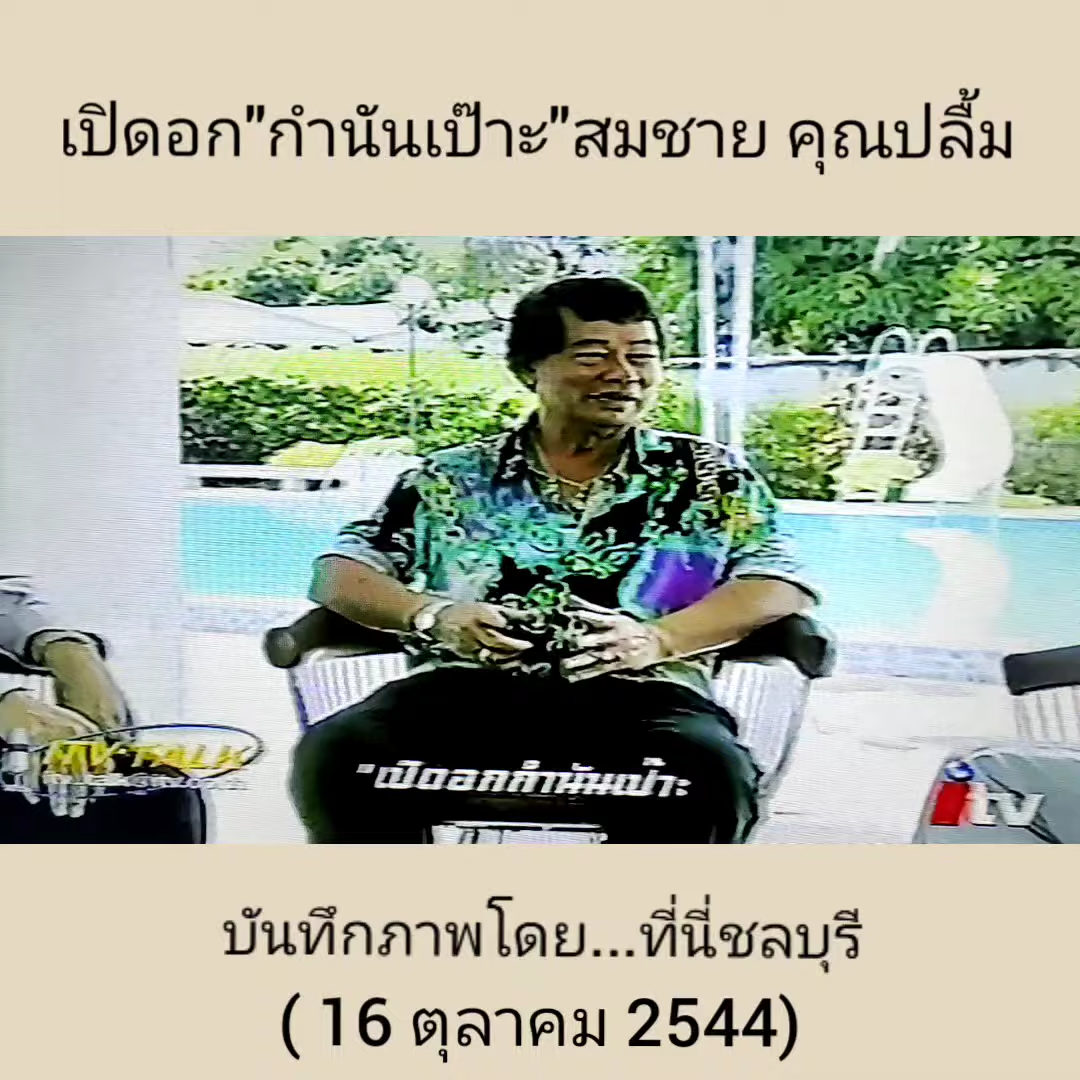 เปิดอก"กำนันเป๊าะ"สมชาย คุณปลื้ม
MV-TALK
"เปิดอกกำนันเป๊าะ
itv
บันทึกภาพโดย...ที่นี่ชลบุรี
( 16 ตุลาคม 2544)